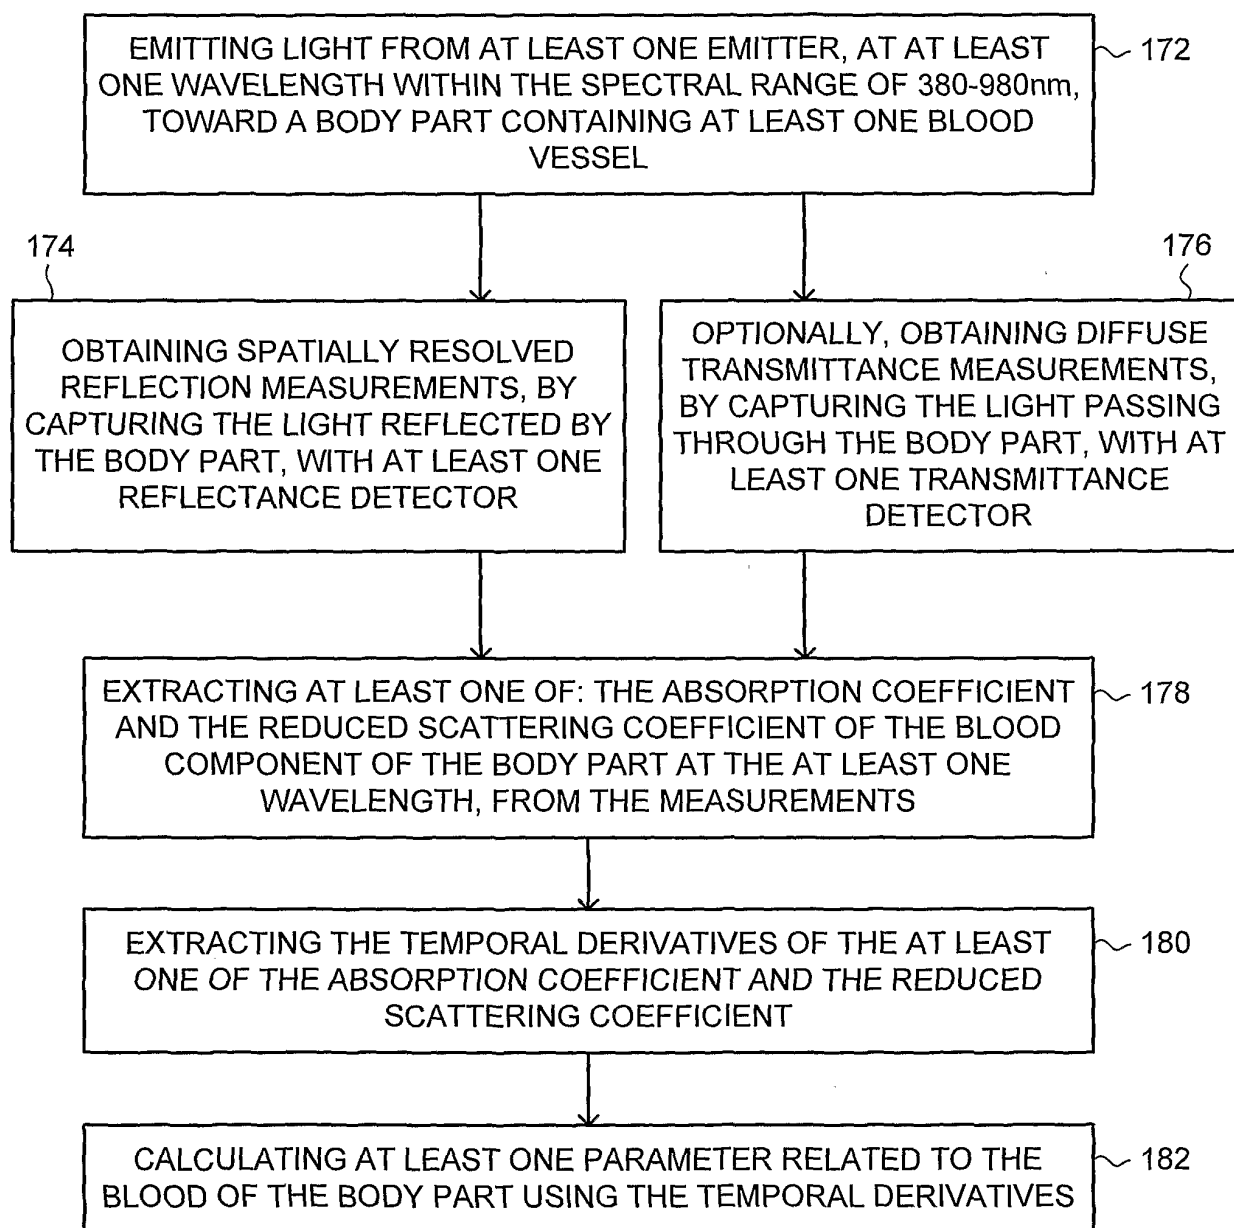 EMITTING LIGHT FROM AT LEAST ONE EMITTER, AT AT LEAST
ONE WAVELENGTH WITHIN THE SPECTRAL RANGE OF 380-980nm,
TOWARD A BODY PART CONTAINING AT LEAST ONE BLOOD
VESSEL
172
174
OBTAINING SPATIALLY RESOLVED
REFLECTION MEASUREMENTS, BY
CAPTURING THE LIGHT REFLECTED BY
THE BODY PART, WITH AT LEAST ONE
REFLECTANCE DETECTOR
176
OPTIONALLY, OBTAINING DIFFUSE
TRANSMITTANCE MEASUREMENTS,
BY CAPTURING THE LIGHT PASSING
THROUGH THE BODY PART, WITH AT
LEAST ONE TRANSMITTANCE
DETECTOR
EXTRACTING AT LEAST ONE OF: THE ABSORPTION COEFFICIENT
AND THE REDUCED SCATTERING COEFFICIENT OF THE BLOOD
COMPONENT OF THE BODY PART AT THE AT LEAST ONE
WAVELENGTH, FROM THE MEASUREMENTS
178
EXTRACTING THE TEMPORAL DERIVATIVES OF THE AT LEAST
ONE OF THE ABSORPTION COEFFICIENT AND THE REDUCED
SCATTERING COEFFICIENT
180
CALCULATING AT LEAST ONE PARAMETER RELATED TO THE
BLOOD OF THE BODY PART USING THE TEMPORAL DERIVATIVES
182